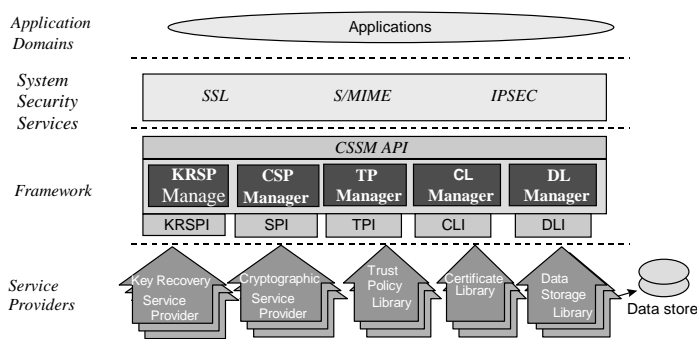 Application
Domains
Applications
System
Security
Services
SSL
S/MIME
IPSEC
CSSM API
Framework
KRSP
Manage
CSP
Manager
TP
Manager
CL
Manager
DL
Manager
KRSPI
SPI
TPI
CLI
DLI
Service
Providers
Key Recovery
Service
Provider
Cryptographic
Service
Provider
Trust
Policy
Library
Certificate
Library
Data
Storage
Library
Data store